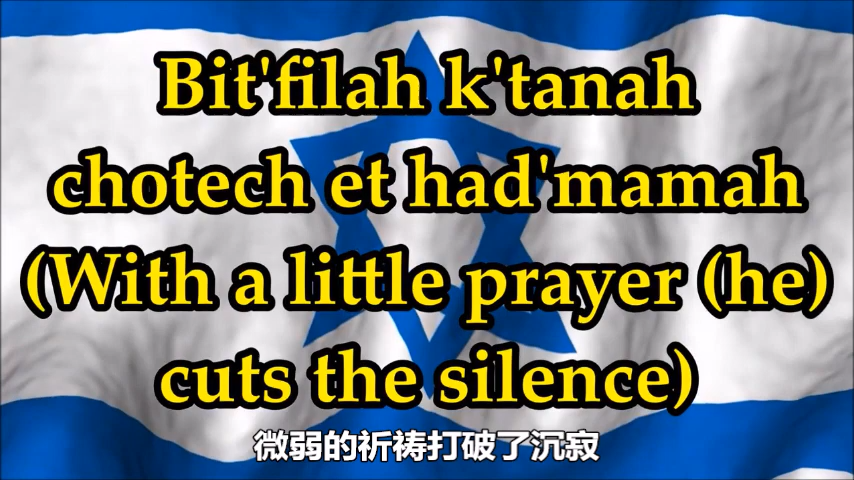 Bit'filah k'tanah
chotech et had'mamah
(With a little prayer (he)
cuts the silence)
微弱的祈祷打破了沉寂